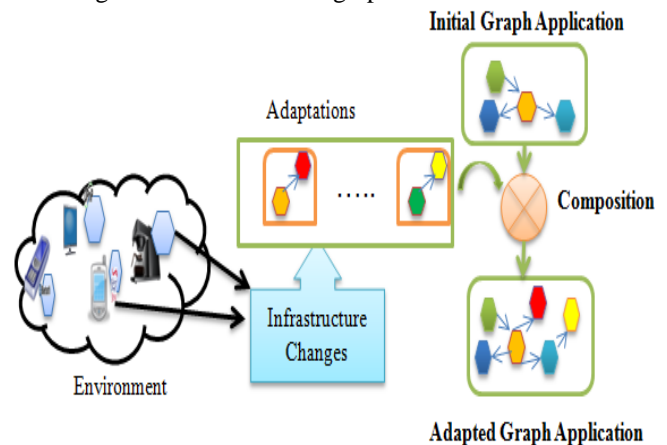 Initial Graph Application
Adaptations
.....
Composition
Infrastructure
Changes
Environment
Adapted Graph Application